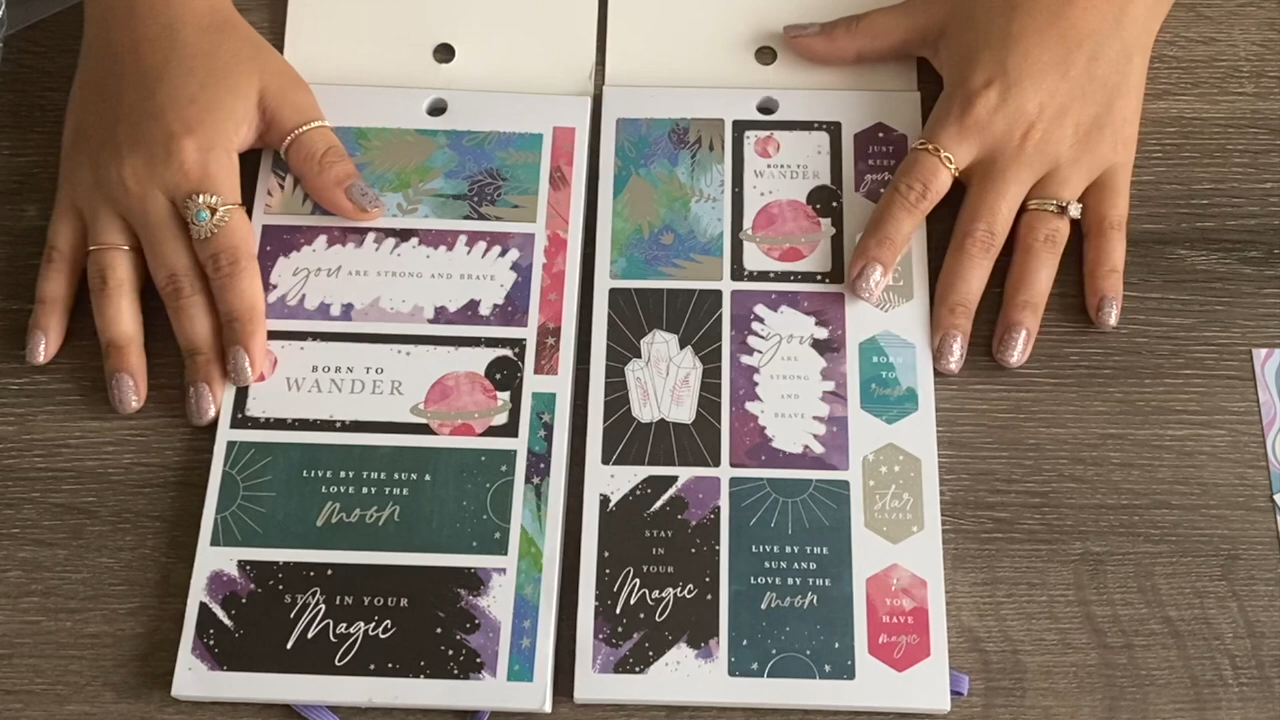 you ARE STRONG AND BRAVE
BORN TO
WANDER
LIVE BY THE SUN &
LOVE BY THE
moon
STAY IN YOUR
Magic
BORN TO
WANDER
you
ARE
STRONG
AND
BRAVE
STAY
IN
YOUR
Magic
LIVE BY THE
SUN AND
LOVE BY THE
moon
JUST
KEEP
BORN
TO
star
GAZER
YOU
HAVE
magic